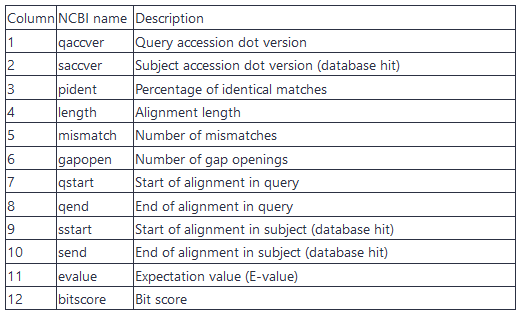 Column NCBI name Description
1 qaccver Query accession dot version
2 saccver Subject accession dot version (database hit)
3 pident Percentage of identical matches
4 length Alignment length
5 mismatch Number of mismatches
6 gapopen Number of gap openings
7 qstart Start of alignment in query
8 qend End of alignment in query
9 sstart Start of alignment in subject (database hit)
10 send End of alignment in subject (database hit)
11 evalue Expectation value (E-value)
12 bitscore Bit score